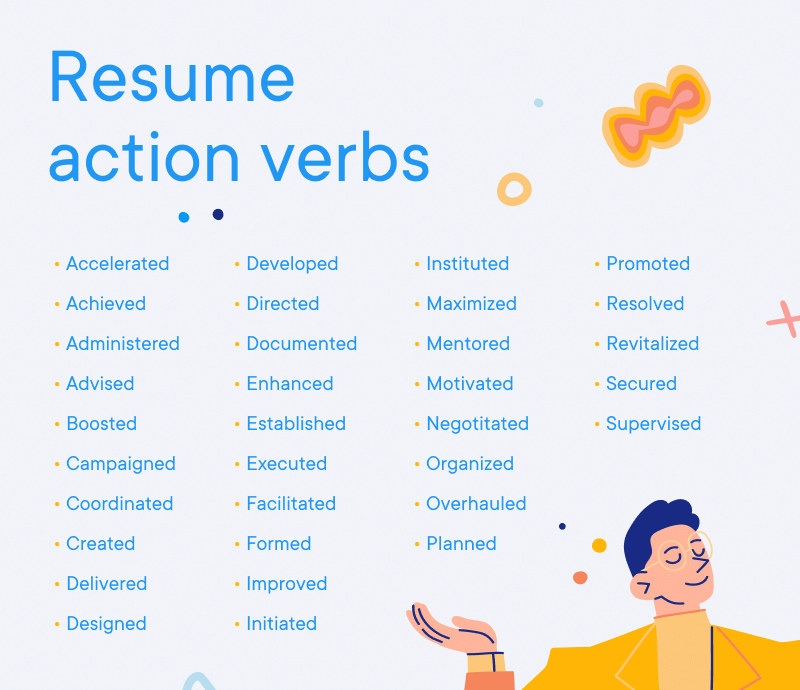 Resume
action verbs
• Accelerated
• Achieved
• Administered
• Advised
• Boosted
• Campaigned
• Coordinated
• Created
• Delivered
• Designed
• Developed
• Directed
• Documented
• Enhanced
• Established
• Executed
• Facilitated
• Formed
• Improved
• Initiated
• Instituted
• Maximized
• Mentored
• Motivated
• Negotitated
• Organized
• Overhauled
• Planned
• Promoted
• Resolved
• Revitalized
• Secured
• Supervised